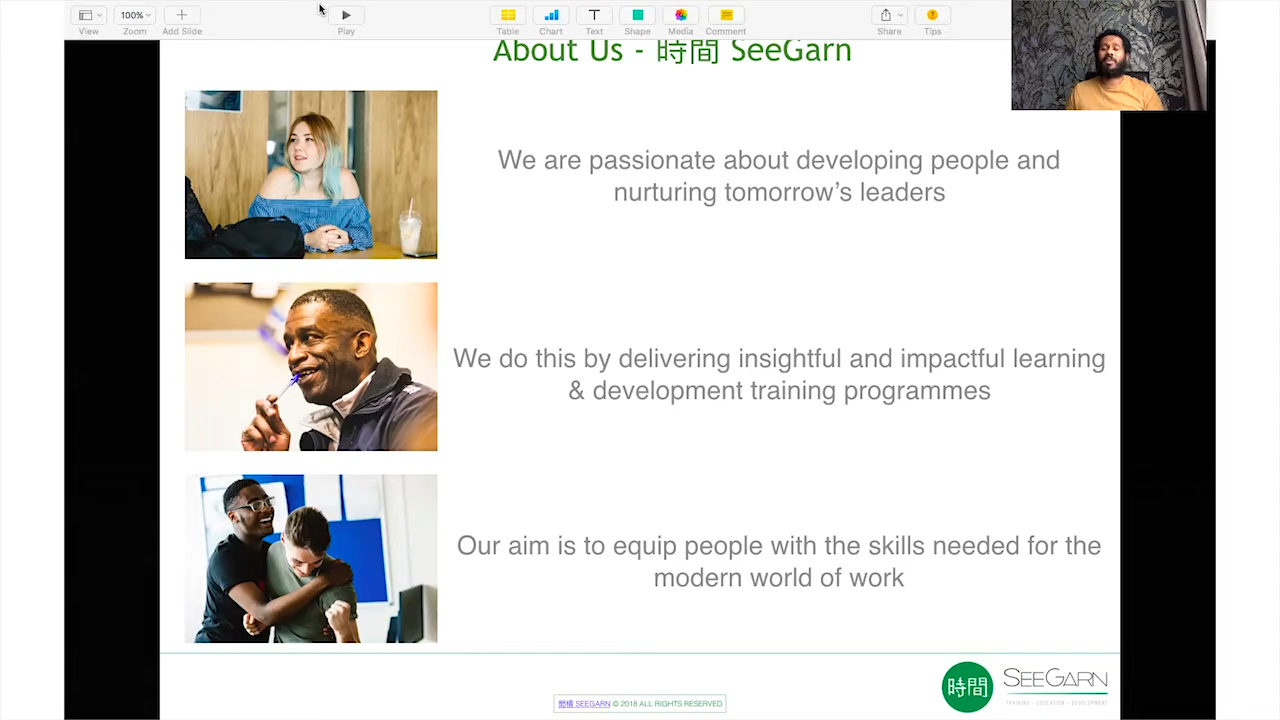 View
100%
Zoom
Add Slide
Play
Table
Chart
Text
Shape
Media
Comment
Share
Tips
About Us - 時間 SeeGarn
We are passionate about developing people and
nurturing tomorrow's leaders
We do this by delivering insightful and impactful learning
& development training programmes
Our aim is to equip people with the skills needed for the
modern world of work
SEEGARN © 2018 ALL RIGHTS RESERVED
時間 SEEGARN
TRAINING - EDUCATION - DEVELOPMENT